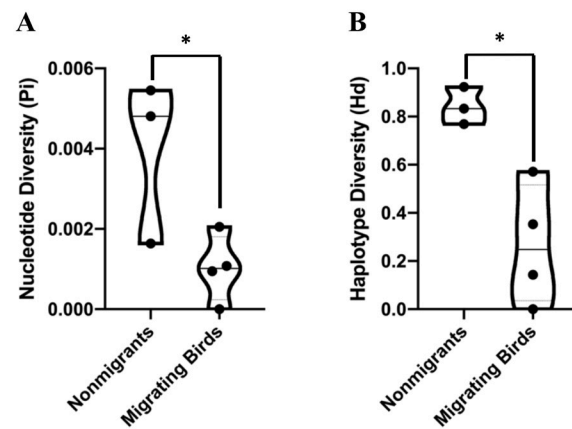 A
*
Nucleotide Diversity (Pi)
0.006
0.004
0.002
0.000
Nonmigrants
Migrating Birds
B
*
Haplotype Diversity (Hd)
1.0
0.8
0.6
0.4
0.2
0.0
Nonmigrants
Migrating Birds